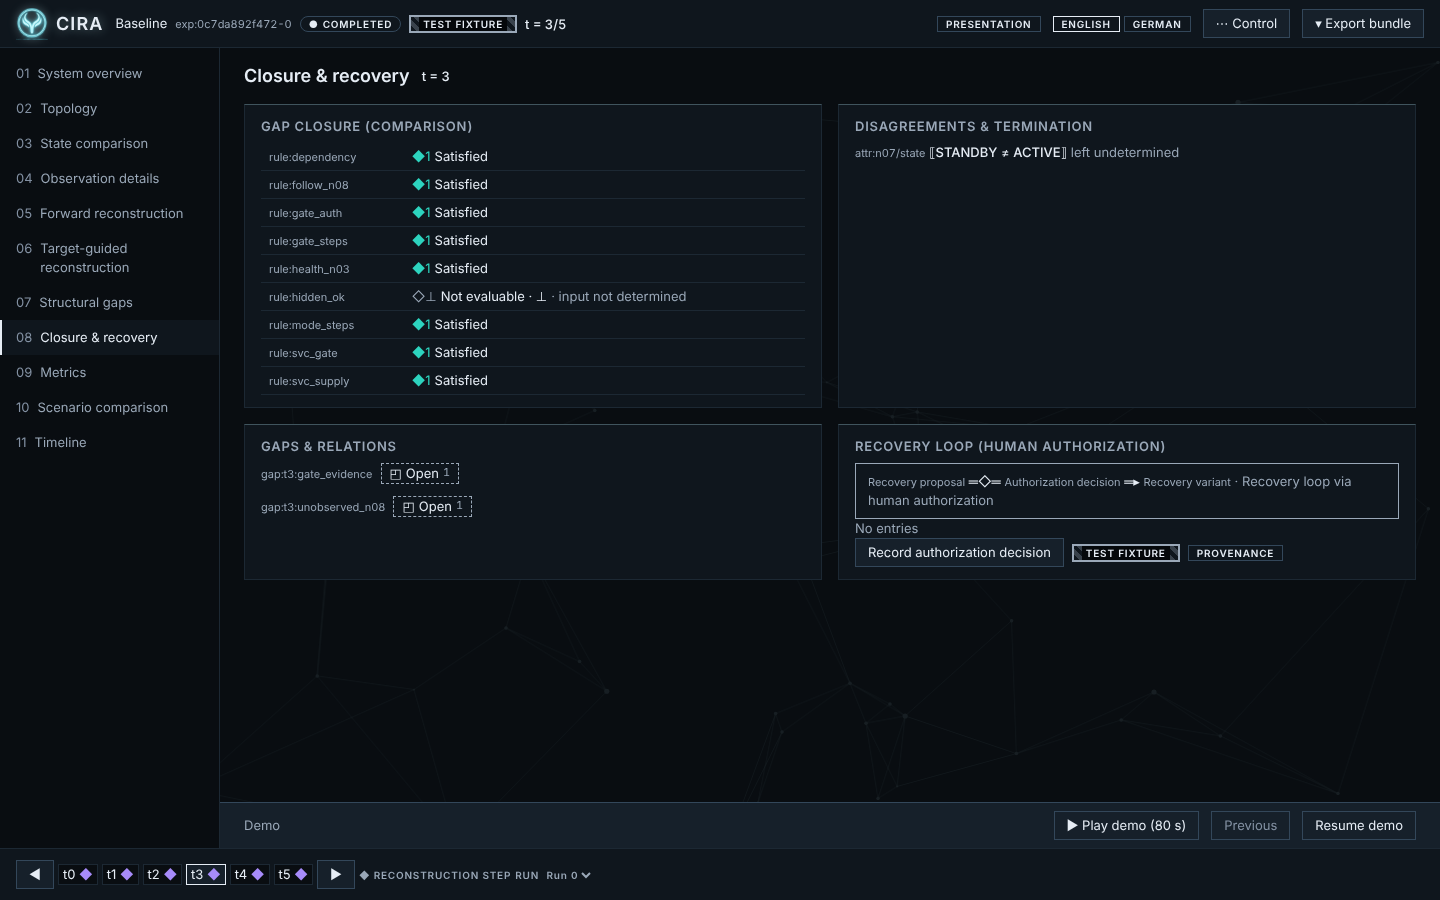 CIRA Baseline exp:0c7da892f472-0 ● COMPLETED TEST FIXTURE t = 3/5 PRESENTATION ENGLISH GERMAN ··· Control ▾ Export bundle
01 System overview
02 Topology
03 State comparison
04 Observation details
05 Forward reconstruction
06 Target-guided
reconstruction
07 Structural gaps
08 Closure & recovery
09 Metrics
10 Scenario comparison
11 Timeline
Closure & recovery t = 3
GAP CLOSURE (COMPARISON)
rule:dependency ◆1 Satisfied
rule:follow_n08 ◆1 Satisfied
rule:gate_auth ◆1 Satisfied
rule:gate_steps ◆1 Satisfied
rule:health_n03 ◆1 Satisfied
rule:hidden_ok ◇⊥ Not evaluable · ⊥ · input not determined
rule:mode_steps ◆1 Satisfied
rule:svc_gate ◆1 Satisfied
rule:svc_supply ◆1 Satisfied
DISAGREEMENTS & TERMINATION
attr:n07/state ⟦STANDBY ≠ ACTIVE⟧ left undetermined
GAPS & RELATIONS
gap:t3:gate_evidence ◰ Open 1
gap:t3:unobserved_n08 ◰ Open 1
RECOVERY LOOP (HUMAN AUTHORIZATION)
Recovery proposal ═◇═ Authorization decision ═▸ Recovery variant · Recovery loop via
human authorization
No entries
Record authorization decision TEST FIXTURE PROVENANCE
Demo ▶ Play demo (80 s) Previous Resume demo
◀ t0 ◆ t1 ◆ t2 ◆ t3 ◆ t4 ◆ t5 ◆ ▶ ◆ RECONSTRUCTION STEP RUN Run 0